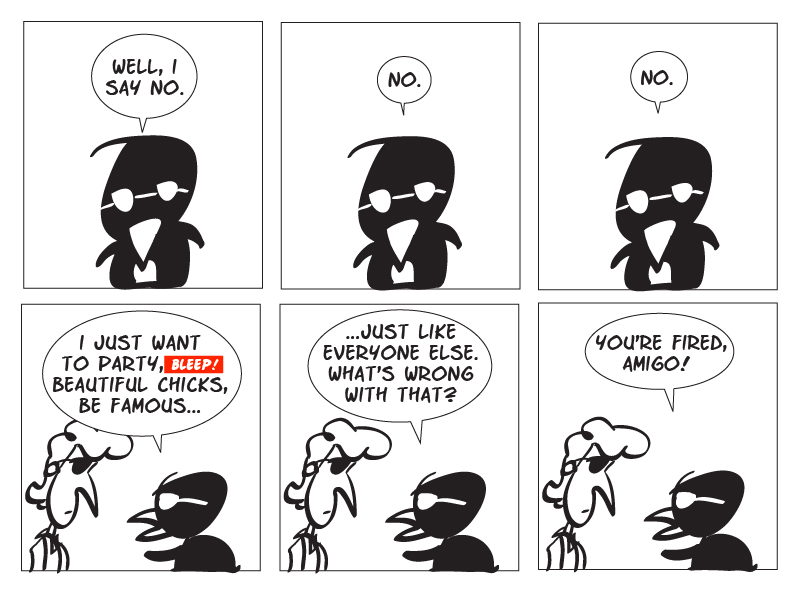 WELL, I
SAY NO.
NO.
NO.
I JUST WANT
TO PARTY, BLEEP!
BEAUTIFUL CHICKS,
BE FAMOUS...
...JUST LIKE
EVERYONE ELSE.
WHAT'S WRONG
WITH THAT?
YOU'RE FIRED,
AMIGO!